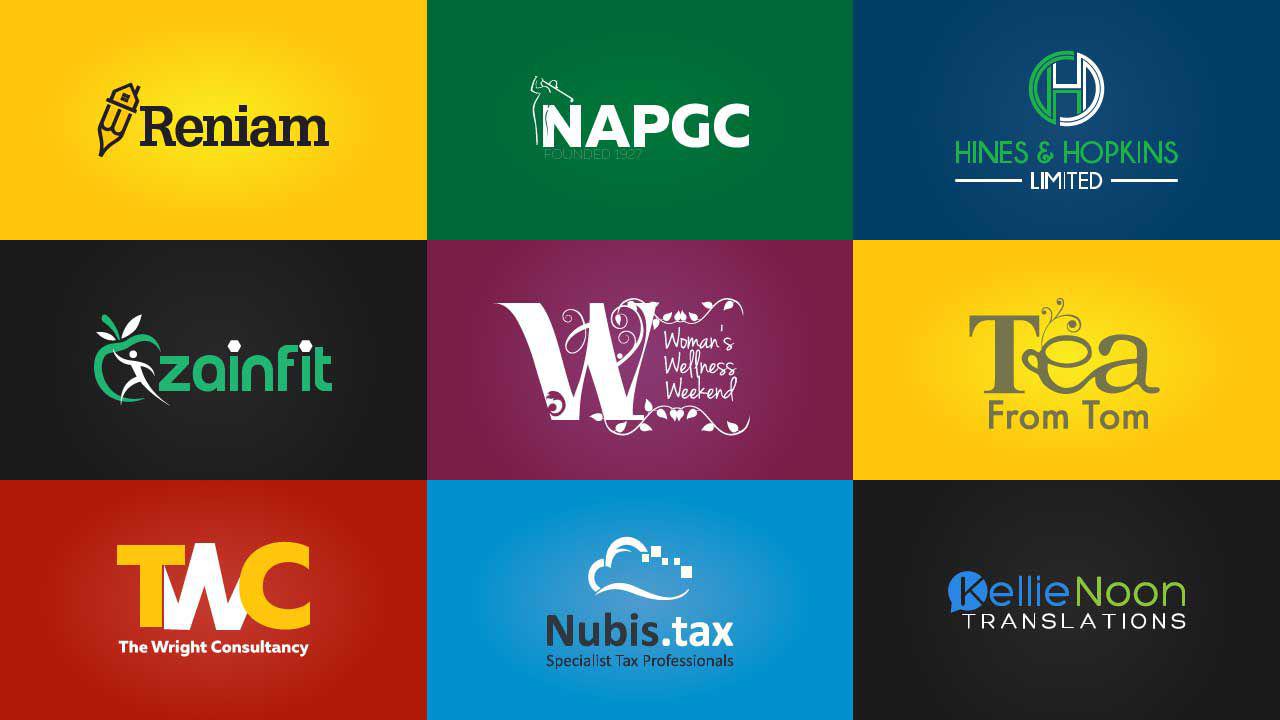 Reniam
NAPGC
FOUNDED 1927
HINES & HOPKINS
LIMITED
zainfit
W
Woman's
Wellness
Weekend
Tea
From Tom
TWC
The Wright Consultancy
Nubis.tax
Specialist Tax Professionals
KellieNoon
TRANSLATIONS